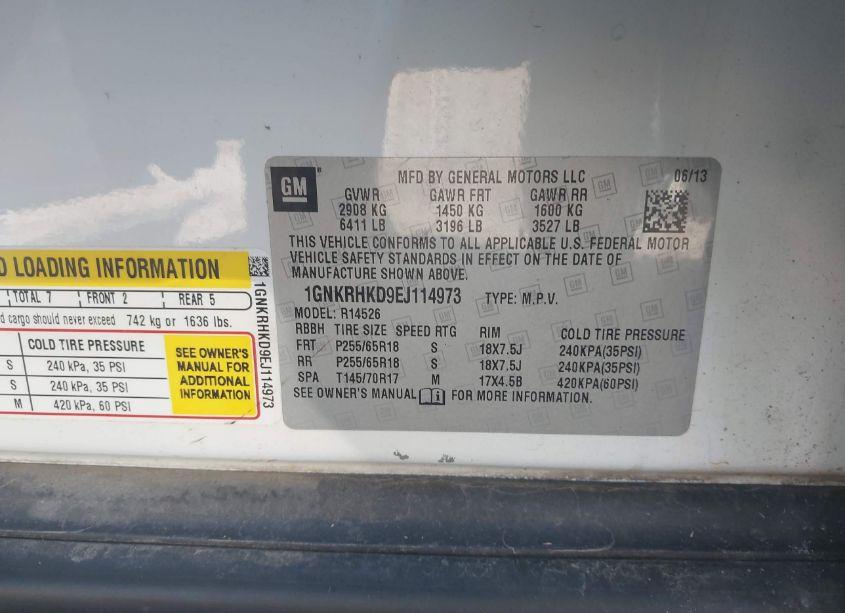 D LOADING INFORMATION
TOTAL 7 FRONT 2 REAR 5
d cargo should never exceed 742 kg or 1636 lbs.
COLD TIRE PRESSURE
S 240 kPa, 35 PSI
S 240 kPa, 35 PSI
M 420 kPa, 60 PSI
SEE OWNER'S
MANUAL FOR
ADDITIONAL
INFORMATION
1GNKRHKD9EJ114973
GM
MFD BY GENERAL MOTORS LLC 06/13
GVWR GAWR FRT GAWR RR
2908 KG 1450 KG 1600 KG
6411 LB 3196 LB 3527 LB
THIS VEHICLE CONFORMS TO ALL APPLICABLE U.S. FEDERAL MOTOR
VEHICLE SAFETY STANDARDS IN EFFECT ON THE DATE OF
MANUFACTURE SHOWN ABOVE.
1GNKRHKD9EJ114973 TYPE: M.P.V.
MODEL: R14526
RBBH TIRE SIZE SPEED RTG RIM COLD TIRE PRESSURE
FRT P255/65R18 S 18X7.5J 240KPA(35PSI)
RR P255/65R18 S 18X7.5J 240KPA(35PSI)
SPA T145/70R17 M 17X4.5B 420KPA(60PSI)
SEE OWNER'S MANUAL FOR MORE INFORMATION.